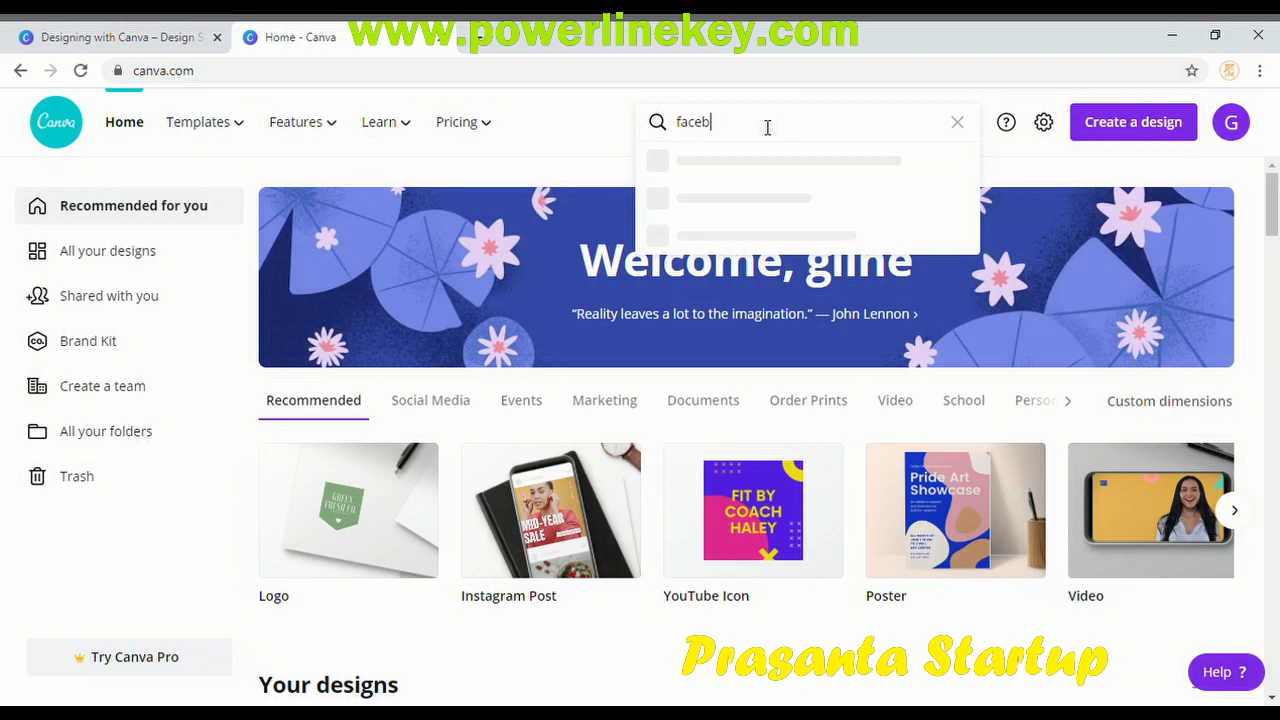 www.powerlinekey.com
Designing with Canva – Design S
Home - Canva
canva.com
Canva
Home
Templates
Features
Learn
Pricing
faceb
Create a design
G
Recommended for you
All your designs
Shared with you
CO.
Brand Kit
Create a team
All your folders
Trash
Try Canva Pro
Welcome, gline
“Reality leaves a lot to the imagination.” — John Lennon ›
Recommended
Social Media
Events
Marketing
Documents
Order Prints
Video
School
Person
Custom dimensions
GREEN
FRESH CO.
MID-YEAR
SALE
FIT BY
COACH
HALEY
Pride Art
Showcase
Logo
Instagram Post
YouTube Icon
Poster
Video
Your designs
Prasanta Startup
Help ?